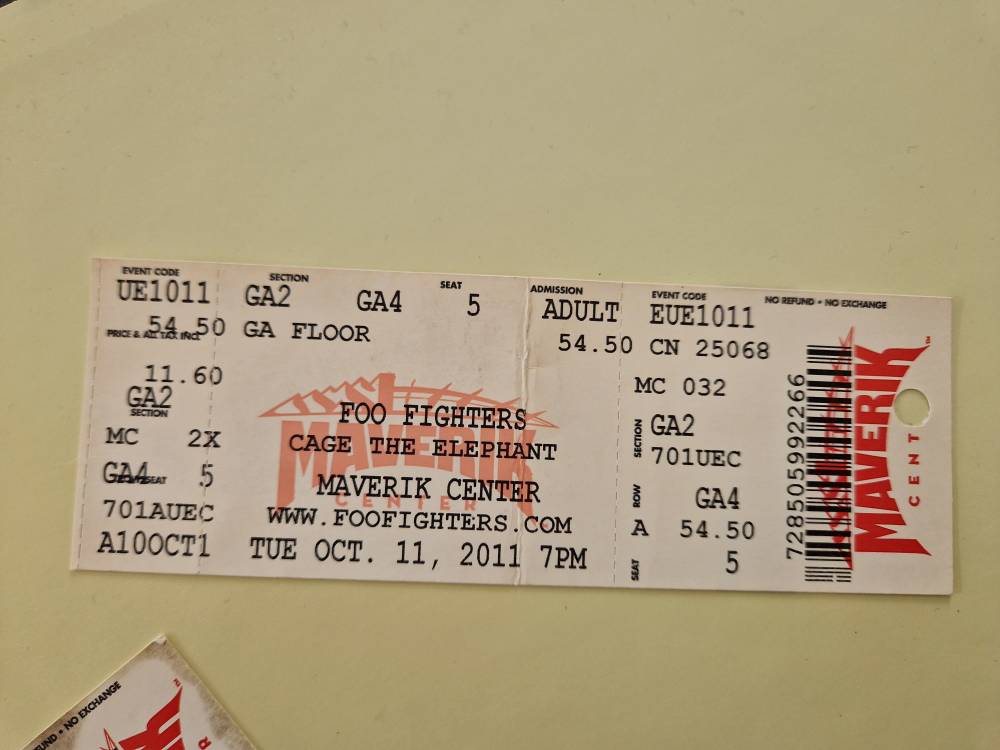 EVENT CODE SECTION SEAT ADMISSION EVENT CODE NO REFUND • NO EXCHANGE
UE1011 GA2 GA4 5 ADULT EUE1011
54.50 GA FLOOR 54.50 CN 25068
PRICE & ALL TAX INCL.
11.60 MC 032
GA2 FOO FIGHTERS SECTION GA2
SECTION
MC 2X CAGE THE ELEPHANT 701UEC
MAVERIK
CENTER
GA4 5 MAVERIK CENTER ROW GA4
SEAT
701AUEC WWW.FOOFIGHTERS.COM A 54.50
A10OCT1 TUE OCT. 11, 2011 7PM SEAT 5
728505992266
MAVERIK
CENT
NO EXCHANGE